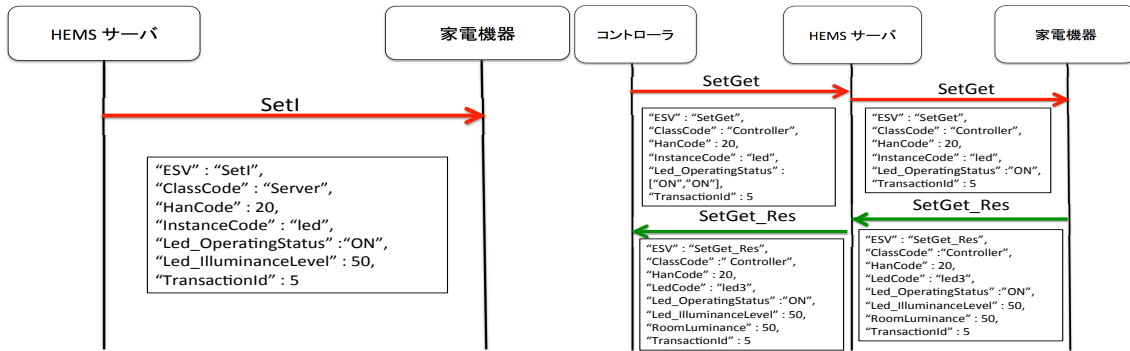 HEMS サーバ
家電機器
SetI
“ESV” : “SetI”,
“ClassCode” : “Server”,
“HanCode” : 20,
“InstanceCode” : “led”,
“Led_OperatingStatus” :“ON”,
“Led_IlluminanceLevel” : 50,
“TransactionId” : 5
コントローラ
HEMS サーバ
家電機器
SetGet
“ESV” : “SetGet”,
“ClassCode” : “Controller”,
“HanCode” : 20,
“InstanceCode” : “led”,
“Led_OperatingStatus” :
[“ON”,“ON”],
“TransactionId” : 5
SetGet
“ESV” : “SetGet”,
“ClassCode” : “Controller”,
“HanCode” : 20,
“InstanceCode” : “led”,
“Led_OperatingStatus” :“ON”,
“TransactionId” : 5
SetGet_Res
“ESV” : “SetGet_Res”,
“ClassCode” :“Controller”,
“HanCode” : 20,
“LedCode” : “led3”,
“Led_OperatingStatus” :“ON”,
“Led_IlluminanceLevel” : 50,
“RoomLuminance” : 50,
“TransactionId” : 5
SetGet_Res
“ESV” : “SetGet_Res”,
“ClassCode” :” Controller”,
“HanCode” : 20,
“LedCode” : “led3”,
“Led_OperatingStatus” :“ON”,
“Led_IlluminanceLevel” : 50,
“RoomLuminance” : 50,
“TransactionId” : 5